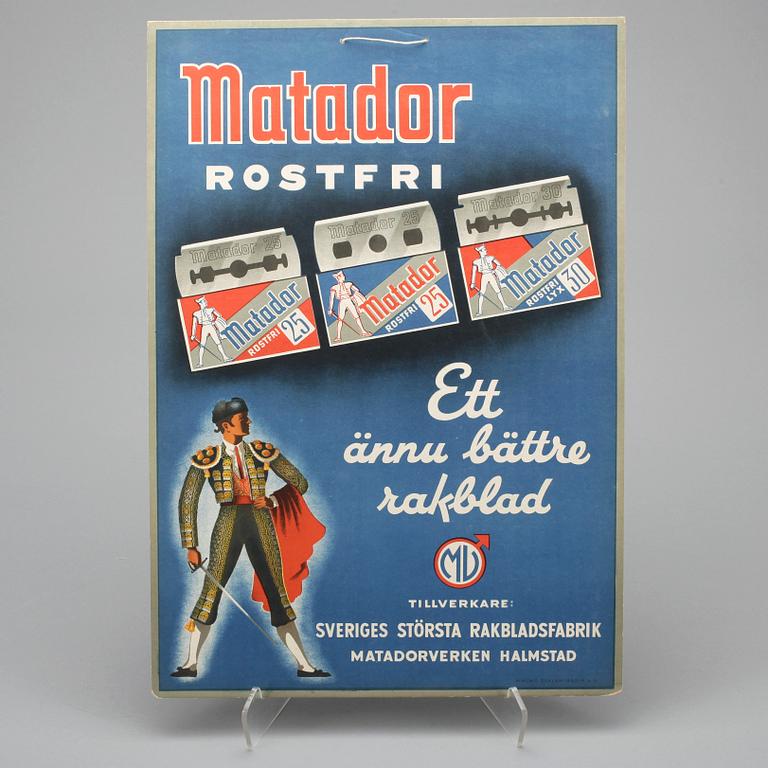 Matador
ROSTFRI
Matador 25
Matador 25
Matador 30
Matador
ROSTFRI 25
Matador
ROSTFRI 25
Matador
ROSTFRI
LYX 30
Ett
ännu bättre
rakblad
MV
TILLVERKARE:
SVERIGES STÖRSTA RAKBLADSFABRIK
MATADORVERKEN HALMSTAD